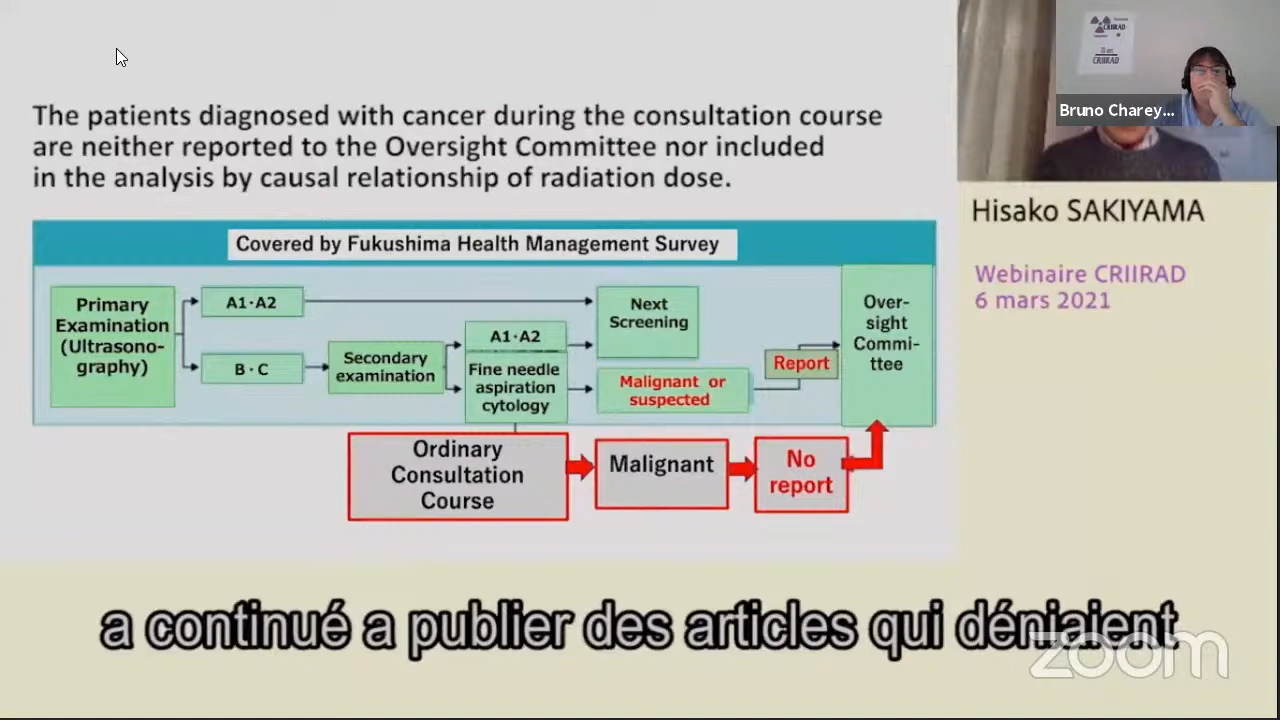 The patients diagnosed with cancer during the consultation course
are neither reported to the Oversight Committee nor included
in the analysis by causal relationship of radiation dose.
Covered by Fukushima Health Management Survey
Primary
Examination
(Ultrasono-
graphy)
A1·A2
B·C
Secondary
examination
A1·A2
Fine needle
aspiration
cytology
Next
Screening
Malignant or
suspected
Report
Over-
sight
Commi-
ttee
Ordinary
Consultation
Course
Malignant
No
report
CRIIRAD
CRIIRAD
Bruno Charey...
Hisako SAKIYAMA
Webinaire CRIIRAD
6 mars 2021
a continué a publier des articles qui déniaient
zoom